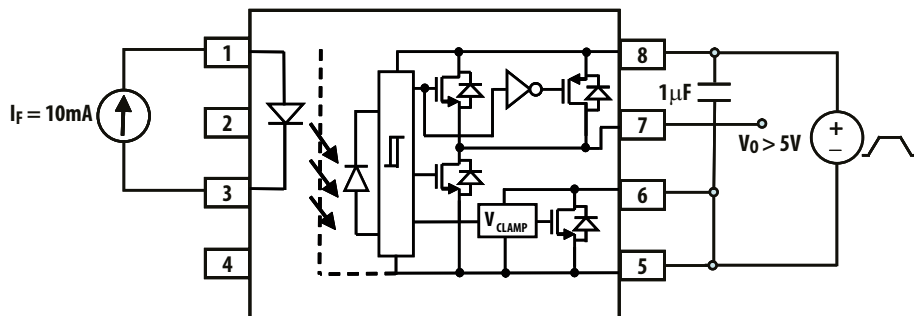 1
2
3
4
I_F = 10mA
V_CLAMP
8
7
6
5
1μF
V_O > 5V
+
–